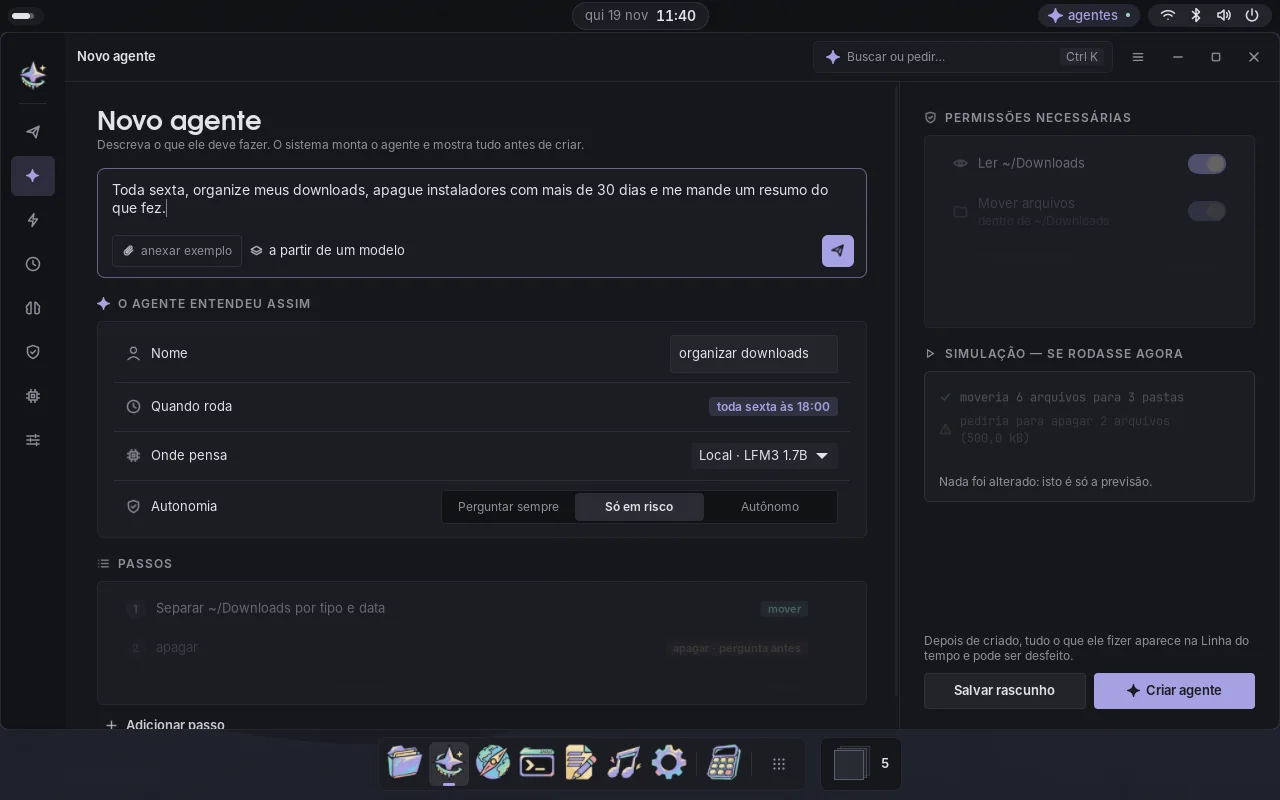 qui 19 nov 11:40
agentes
Novo agente
Buscar ou pedir...
Ctrl K
Novo agente
Descreva o que ele deve fazer. O sistema monta o agente e mostra tudo antes de criar.
Toda sexta, organize meus downloads, apague instaladores com mais de 30 dias e me mande um resumo do
que fez.
anexar exemplo
a partir de um modelo
O AGENTE ENTENDEU ASSIM
Nome
organizar downloads
Quando roda
toda sexta às 18:00
Onde pensa
Local · LFM3 1.7B
Autonomia
Perguntar sempre
Só em risco
Autônomo
PASSOS
1 Separar ~/Downloads por tipo e data
mover
2 apagar
apagar · pergunta antes
Adicionar passo
PERMISSÕES NECESSÁRIAS
Ler ~/Downloads
Mover arquivos
dentro de ~/Downloads
SIMULAÇÃO — SE RODASSE AGORA
moveria 6 arquivos para 3 pastas
pediria para apagar 2 arquivos
(500,0 kB)
Nada foi alterado: isto é só a previsão.
Depois de criado, tudo o que ele fizer aparece na Linha do
tempo e pode ser desfeito.
Salvar rascunho
Criar agente
5